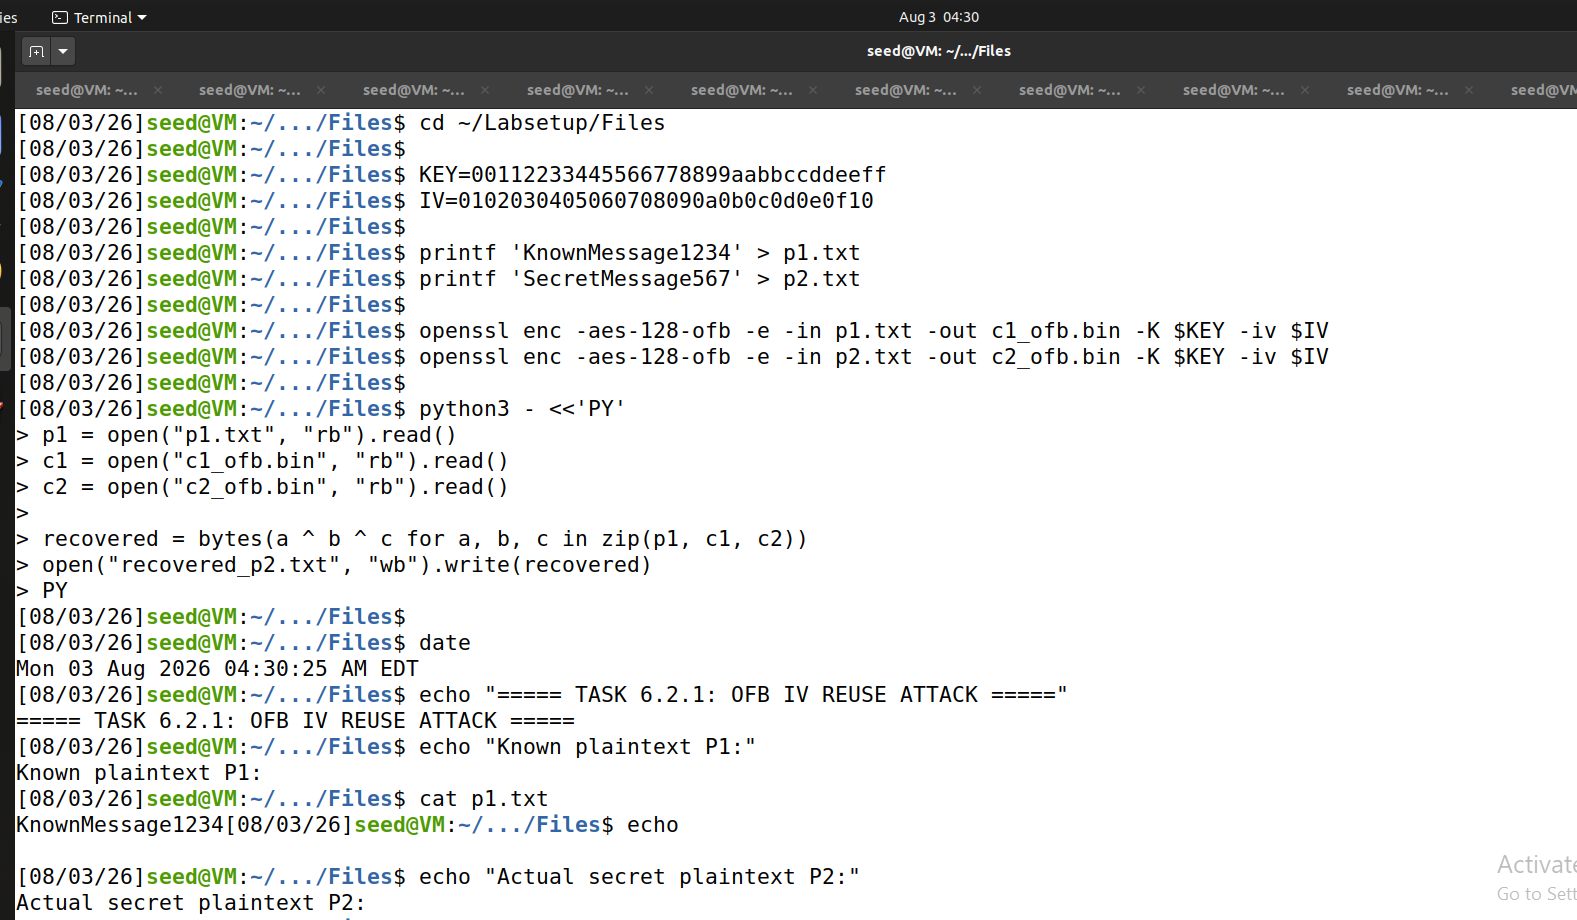 ies Terminal Aug 3 04:30
seed@VM: ~/.../Files
seed@VM: ~... × seed@VM: ~... × seed@VM: ~... × seed@VM: ~... × seed@VM: ~... × seed@VM: ~... × seed@VM: ~... × seed@VM: ~... × seed@VM: ~... × seed@VM
[08/03/26]seed@VM:~/.../Files$ cd ~/Labsetup/Files
[08/03/26]seed@VM:~/.../Files$
[08/03/26]seed@VM:~/.../Files$ KEY=00112233445566778899aabbccddeeff
[08/03/26]seed@VM:~/.../Files$ IV=0102030405060708090a0b0c0d0e0f10
[08/03/26]seed@VM:~/.../Files$
[08/03/26]seed@VM:~/.../Files$ printf 'KnownMessage1234' > p1.txt
[08/03/26]seed@VM:~/.../Files$ printf 'SecretMessage567' > p2.txt
[08/03/26]seed@VM:~/.../Files$
[08/03/26]seed@VM:~/.../Files$ openssl enc -aes-128-ofb -e -in p1.txt -out c1_ofb.bin -K $KEY -iv $IV
[08/03/26]seed@VM:~/.../Files$ openssl enc -aes-128-ofb -e -in p2.txt -out c2_ofb.bin -K $KEY -iv $IV
[08/03/26]seed@VM:~/.../Files$
[08/03/26]seed@VM:~/.../Files$ python3 - <<'PY'
> p1 = open("p1.txt", "rb").read()
> c1 = open("c1_ofb.bin", "rb").read()
> c2 = open("c2_ofb.bin", "rb").read()
>
> recovered = bytes(a ^ b ^ c for a, b, c in zip(p1, c1, c2))
> open("recovered_p2.txt", "wb").write(recovered)
> PY
[08/03/26]seed@VM:~/.../Files$
[08/03/26]seed@VM:~/.../Files$ date
Mon 03 Aug 2026 04:30:25 AM EDT
[08/03/26]seed@VM:~/.../Files$ echo "===== TASK 6.2.1: OFB IV REUSE ATTACK ====="
===== TASK 6.2.1: OFB IV REUSE ATTACK =====
[08/03/26]seed@VM:~/.../Files$ echo "Known plaintext P1:"
Known plaintext P1:
[08/03/26]seed@VM:~/.../Files$ cat p1.txt
KnownMessage1234[08/03/26]seed@VM:~/.../Files$ echo
[08/03/26]seed@VM:~/.../Files$ echo "Actual secret plaintext P2:"
Actual secret plaintext P2:
Activate
Go to Sett